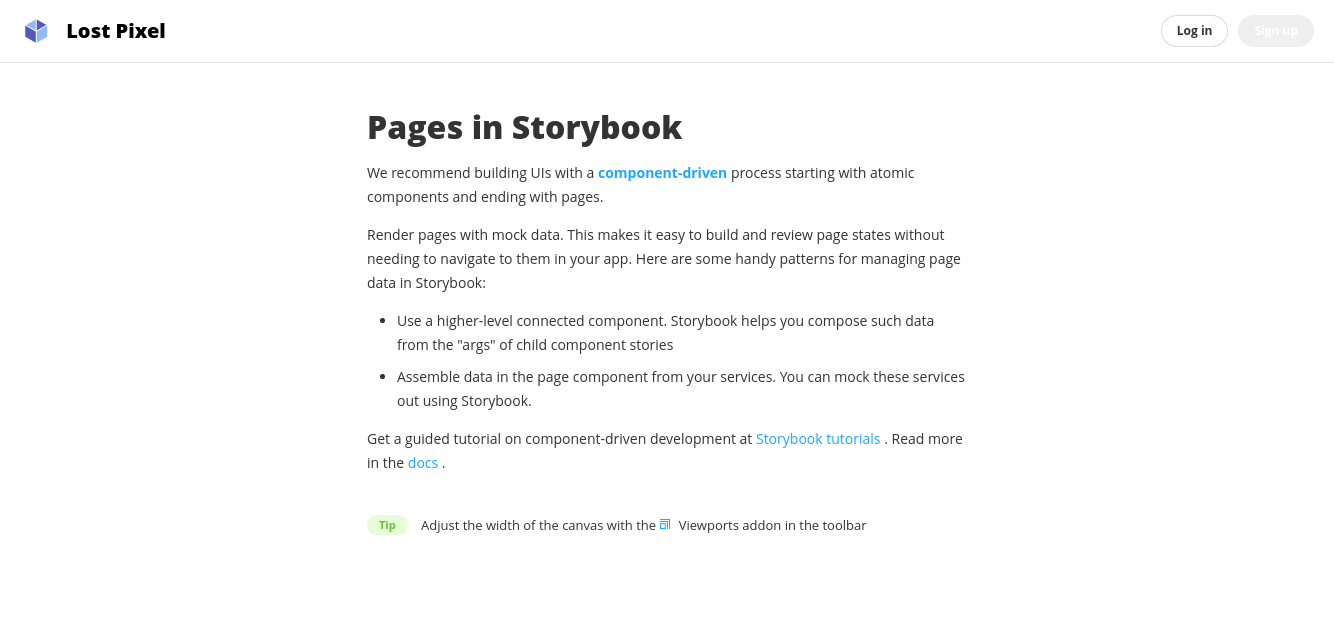 Lost Pixel
Log in
Sign up
Pages in Storybook
We recommend building UIs with a component-driven process starting with atomic
components and ending with pages.
Render pages with mock data. This makes it easy to build and review page states without
needing to navigate to them in your app. Here are some handy patterns for managing page
data in Storybook:
Use a higher-level connected component. Storybook helps you compose such data
from the "args" of child component stories
Assemble data in the page component from your services. You can mock these services
out using Storybook.
Get a guided tutorial on component-driven development at Storybook tutorials . Read more
in the docs .
Tip Adjust the width of the canvas with the Viewports addon in the toolbar